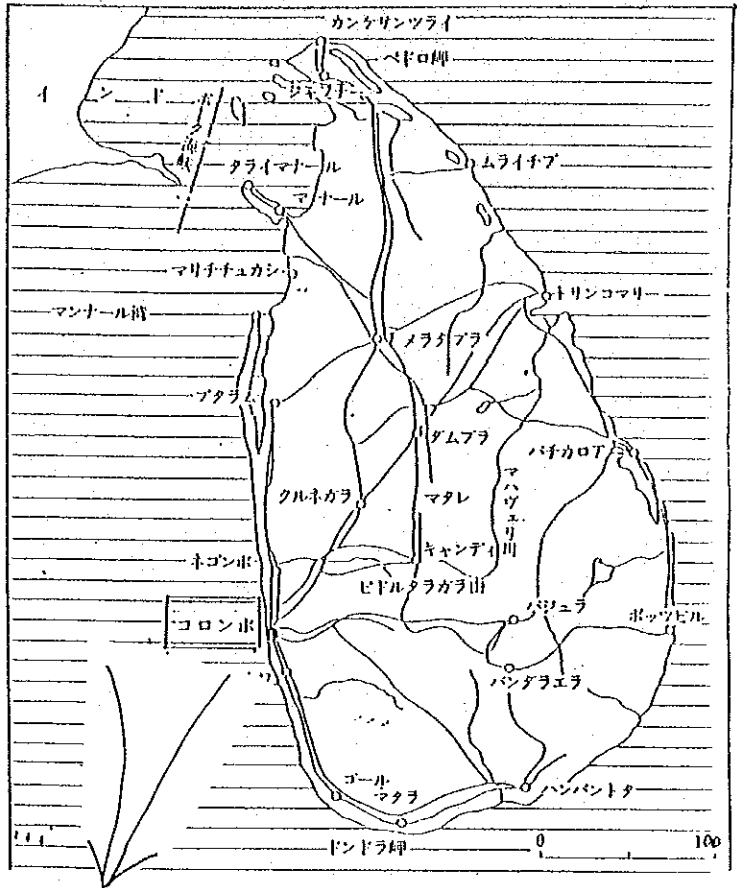 カンケサンツライ
ペドロ岬
インド
ポーク海峡
ジャフナ
タライマナール
マンナール
ムライチブ
マリチチュカシ
トリンコマリー
マンナール湾
メラダプラ
プタラム
ダムブラ
バチカロア
クルネガラ
マタレ
マハヴェリ川
ネゴンボ
キャンディ
ピドルタラガラ山
コロンボ
バジュラ
ポッツビル
バンダラエラ
ゴール
マタラ
ハンバントタ
ドンドラ岬
0
100